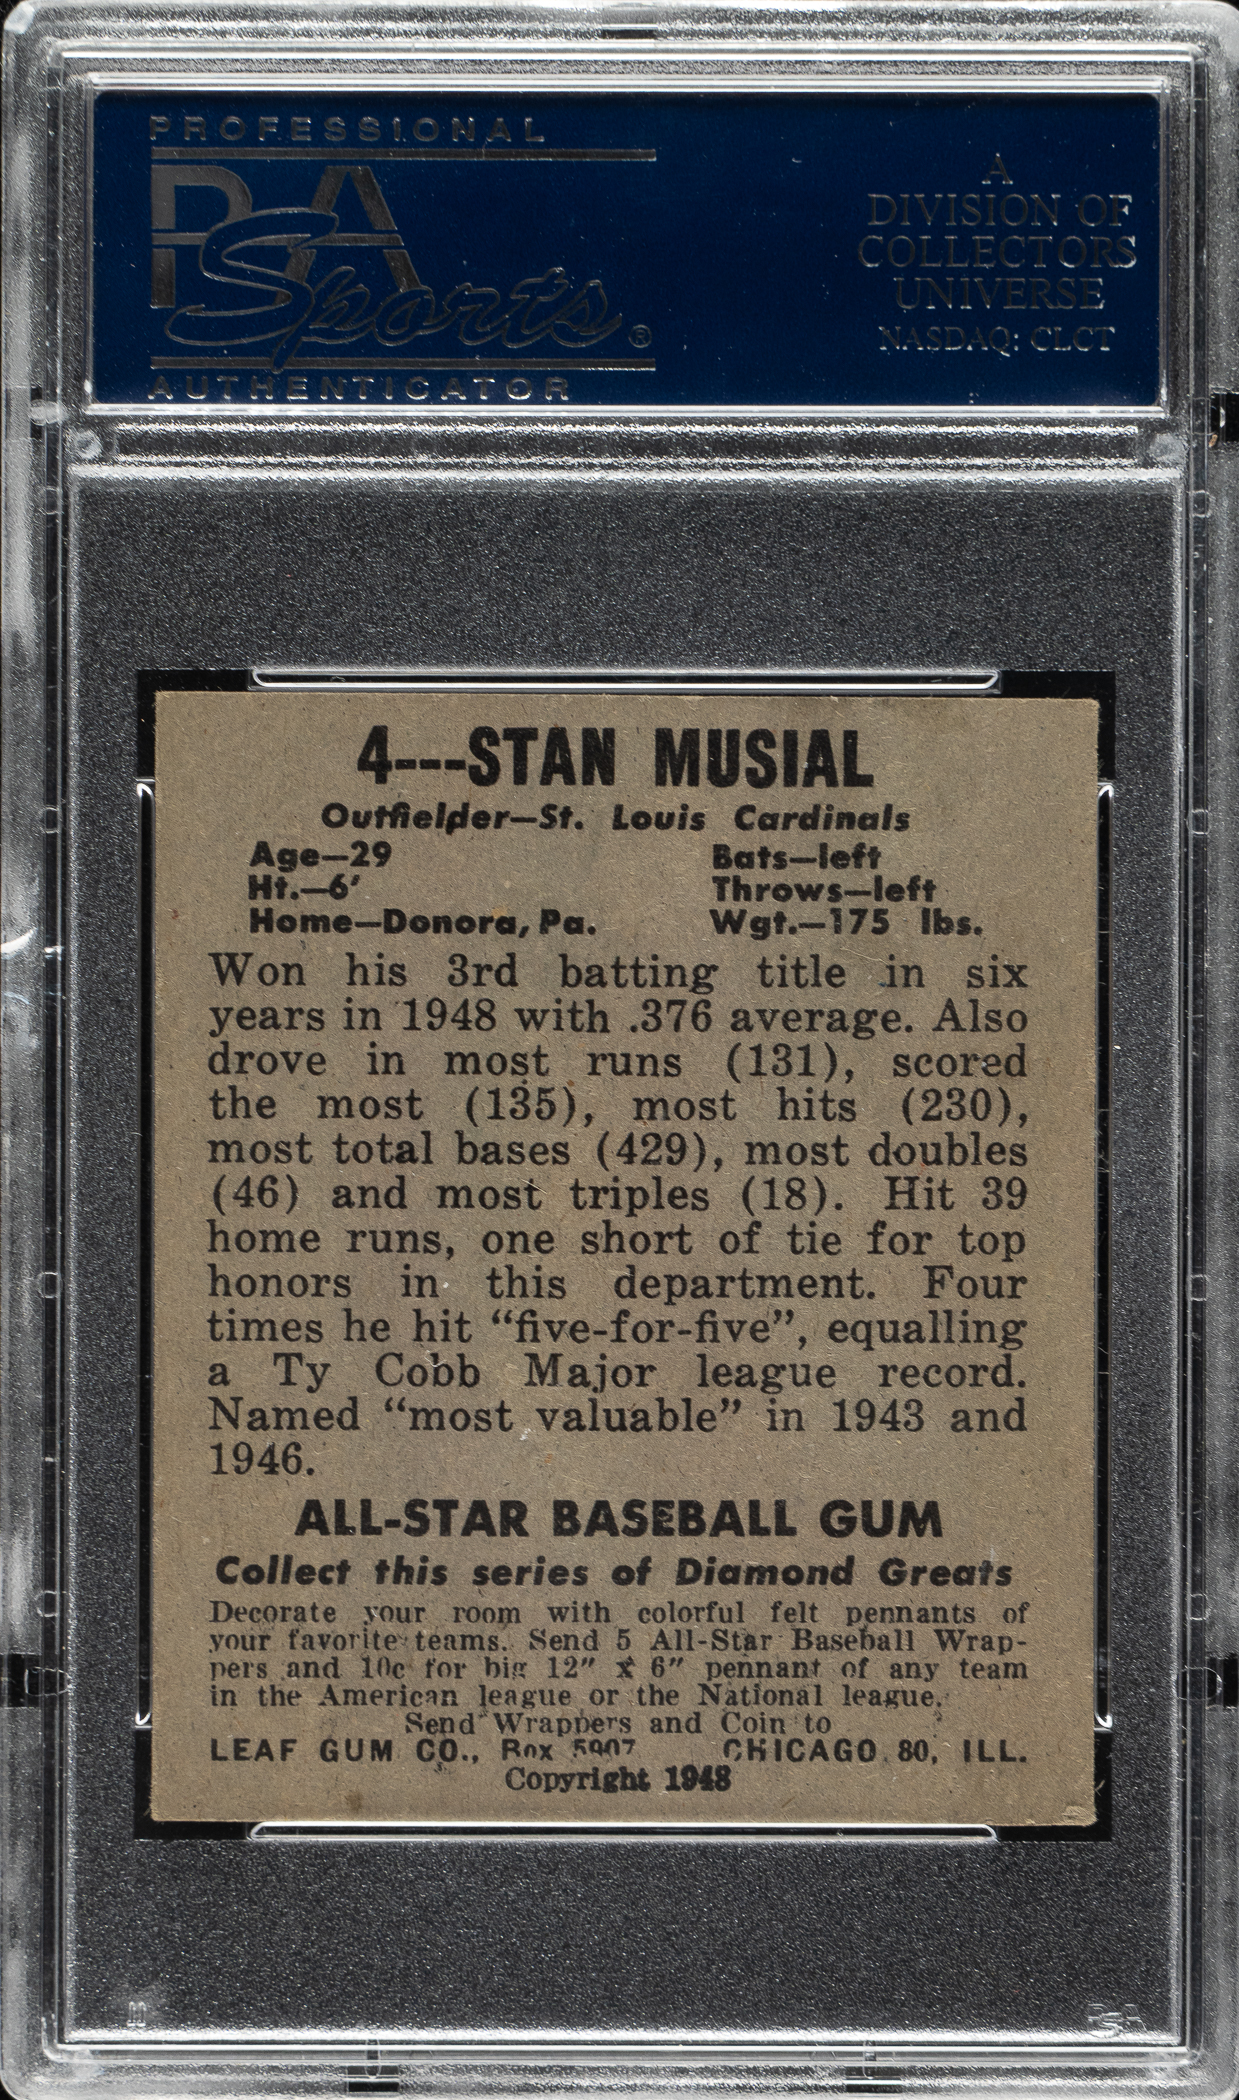 PROFESSIONAL
PSA
Sports®
AUTHENTICATOR
A
DIVISION OF
COLLECTORS
UNIVERSE
NASDAQ: CLCT
4---STAN MUSIAL
Outfielder—St. Louis Cardinals
Age—29 Bats—left
Ht.—6' Throws—left
Home—Donora, Pa. Wgt.—175 lbs.
Won his 3rd batting title in six
years in 1948 with .376 average. Also
drove in most runs (131), scored
the most (135), most hits (230),
most total bases (429), most doubles
(46) and most triples (18). Hit 39
home runs, one short of tie for top
honors in this department. Four
times he hit “five-for-five”, equalling
a Ty Cobb Major league record.
Named “most valuable” in 1943 and
1946.
ALL-STAR BASEBALL GUM
Collect this series of Diamond Greats
Decorate your room with colorful felt pennants of
your favorite teams. Send 5 All-Star Baseball Wrap-
pers and 10c for big 12″ x 6″ pennant of any team
in the American league or the National league.
Send Wrappers and Coin to
LEAF GUM CO., Box 5907 CHICAGO 80, ILL.
Copyright 1948
PSA